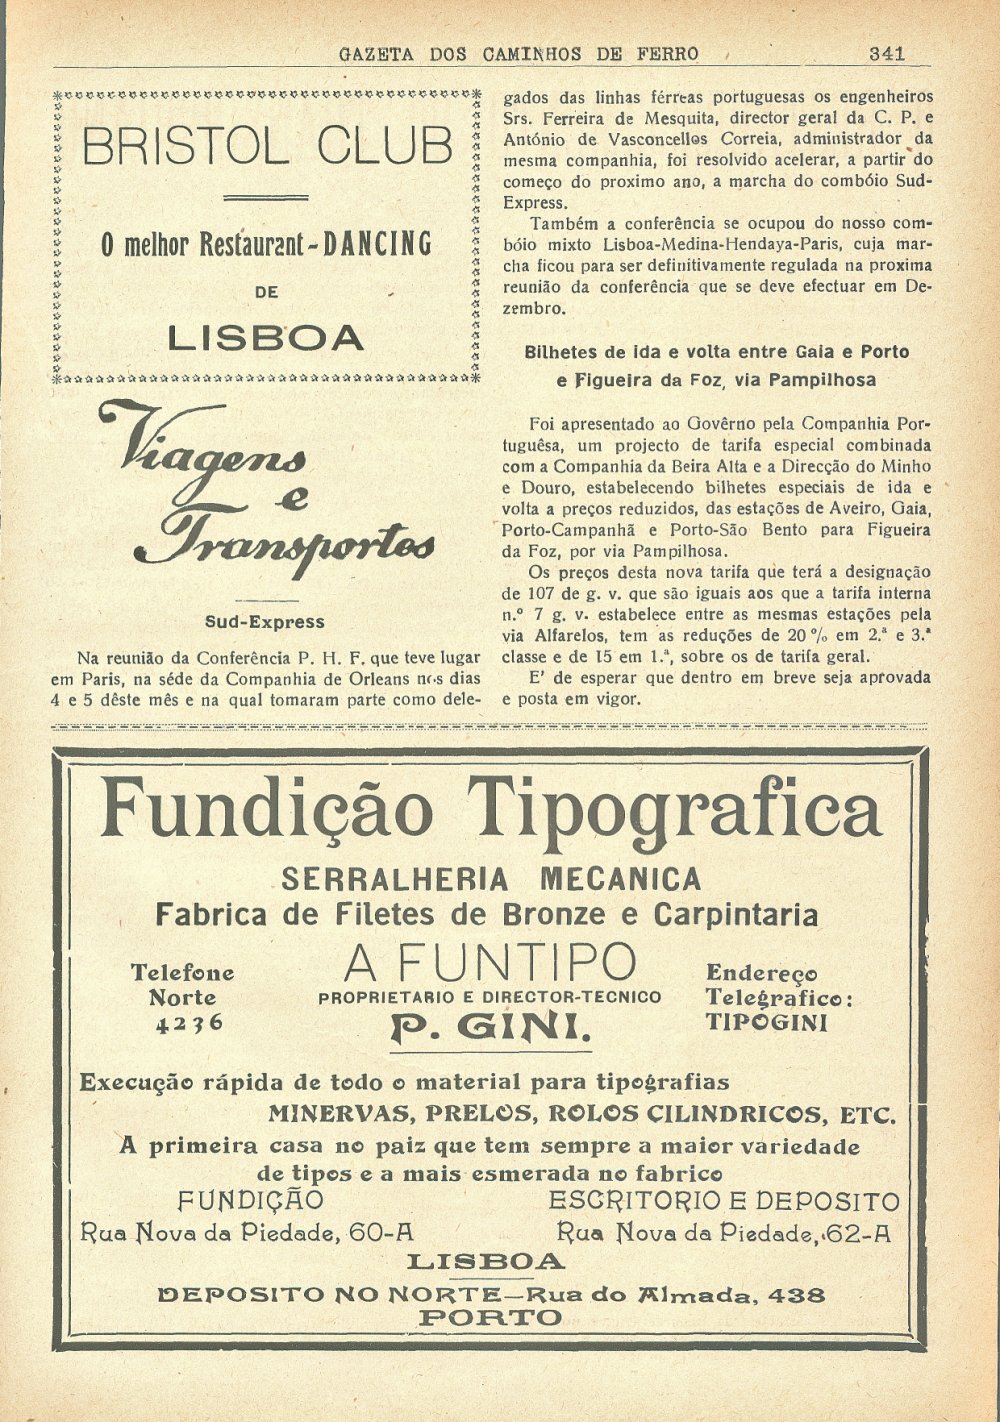 GAZETA DOS CAMINHOS DE FERRO 341
BRISTOL CLUB
O melhor Restaurant-DANCING
DE
LISBOA
Viagens
e
Transportes
Sud-Express
Na reunião da Conferência P. H. F. que teve lugar
em Paris, na séde da Companhia de Orleans nos dias
4 e 5 dêste mês e na qual tomaram parte como dele-
gados das linhas férreas portuguesas os engenheiros
Srs. Ferreira de Mesquita, director geral da C. P. e
António de Vasconcellos Correia, administrador da
mesma companhia, foi resolvido acelerar, a partir do
começo do proximo ano, a marcha do combóio Sud-
Express.
Também a conferência se ocupou do nosso com-
bóio mixto Lisboa-Medina-Hendaya-Paris, cuja mar-
cha ficou para ser definitivamente regulada na proxima
reunião da conferência que se deve efectuar em De-
zembro.
Bilhetes de ida e volta entre Gaia e Porto
e Figueira da Foz, via Pampilhosa
Foi apresentado ao Govêrno pela Companhia Por-
tuguêsa, um projecto de tarifa especial combinada
com a Companhia da Beira Alta e a Direcção do Minho
e Douro, estabelecendo bilhetes especiais de ida e
volta a preços reduzidos, das estações de Aveiro, Gaia,
Porto-Campanhã e Porto-São Bento para Figueira
da Foz, por via Pampilhosa.
Os preços desta nova tarifa que terá a designação
de 107 de g. v. que são iguais aos que a tarifa interna
n.º 7 g. v. estabelece entre as mesmas estações pela
via Alfarelos, tem as reduções de 20 % em 2.ª e 3.ª
classe e de 15 em 1.ª, sobre os de tarifa geral.
E' de esperar que dentro em breve seja aprovada
e posta em vigor.
Fundição Tipografica
SERRALHERIA MECANICA
Fabrica de Filetes de Bronze e Carpintaria
A FUNTIPO
PROPRIETARIO E DIRECTOR-TECNICO
P. GINI.
Telefone
Norte
4236
Endereço
Telegrafico:
TIPOGINI
Execução rápida de todo o material para tipografias
MINERVAS, PRELOS, ROLOS CILINDRICOS, ETC.
A primeira casa no paiz que tem sempre a maior variedade
de tipos e a mais esmerada no fabrico
FUNDIÇÃO
Rua Nova da Piedade, 60-A
ESCRITORIO E DEPOSITO
Rua Nova da Piedade, 62-A
LISBOA
DEPOSITO NO NORTE—Rua do Almada, 438
PORTO